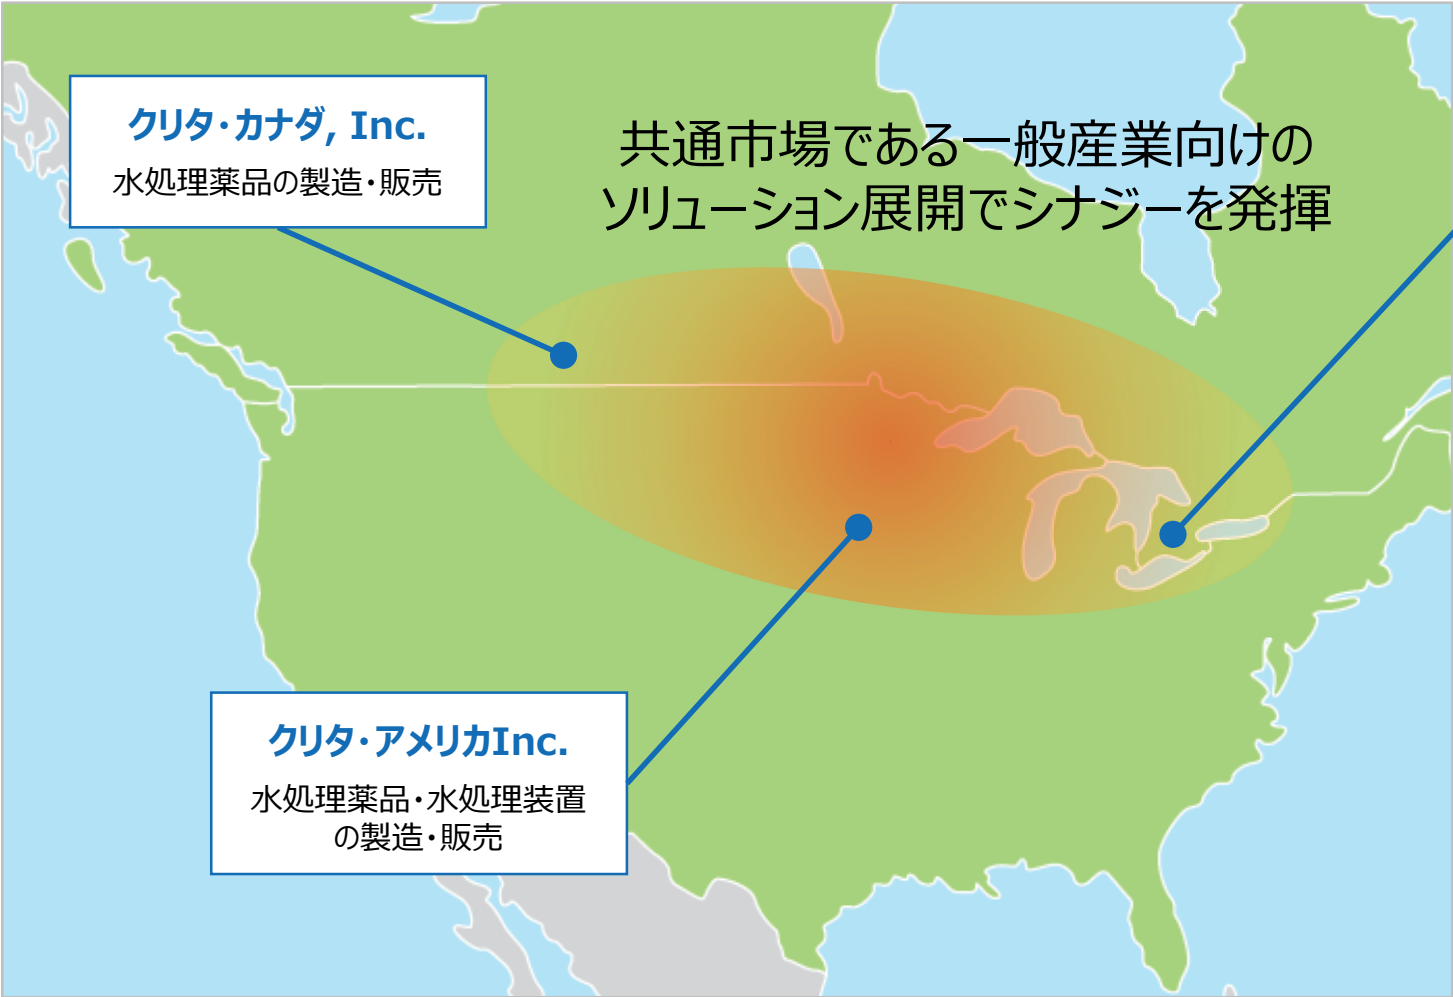 クリタ・カナダ, Inc.
水処理薬品の製造・販売
共通市場である一般産業向けの
ソリューション展開でシナジーを発揮
クリタ・アメリカInc.
水処理薬品・水処理装置
の製造・販売